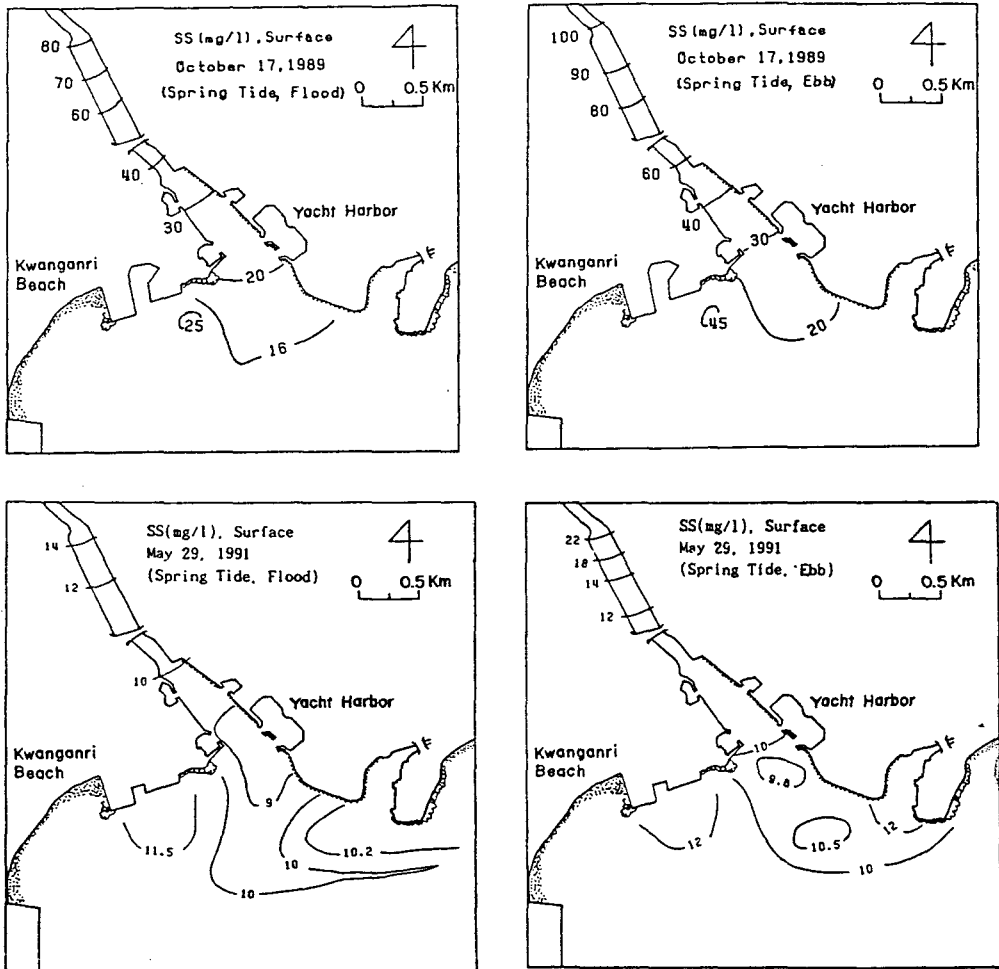 SS(mg/l), Surface
October 17, 1989
(Spring Tide, Flood)
0 0.5 Km
80
70
60
40
30
Yacht Harbor
Kwanganri
Beach
20
25
16
SS(mg/l), Surface
October 17, 1989
(Spring Tide, Ebb)
0 0.5 Km
100
90
80
60
40
30
Yacht Harbor
Kwanganri
Beach
45
20
SS(mg/l), Surface
May 29, 1991
(Spring Tide, Flood)
0 0.5 Km
14
12
10
Yacht Harbor
Kwanganri
Beach
9
11.5
10.2
10
10
SS(mg/l), Surface
May 29, 1991
(Spring Tide, Ebb)
0 0.5 Km
22
18
14
12
Yacht Harbor
Kwanganri
Beach
10
9.8
10.5
12
12
10